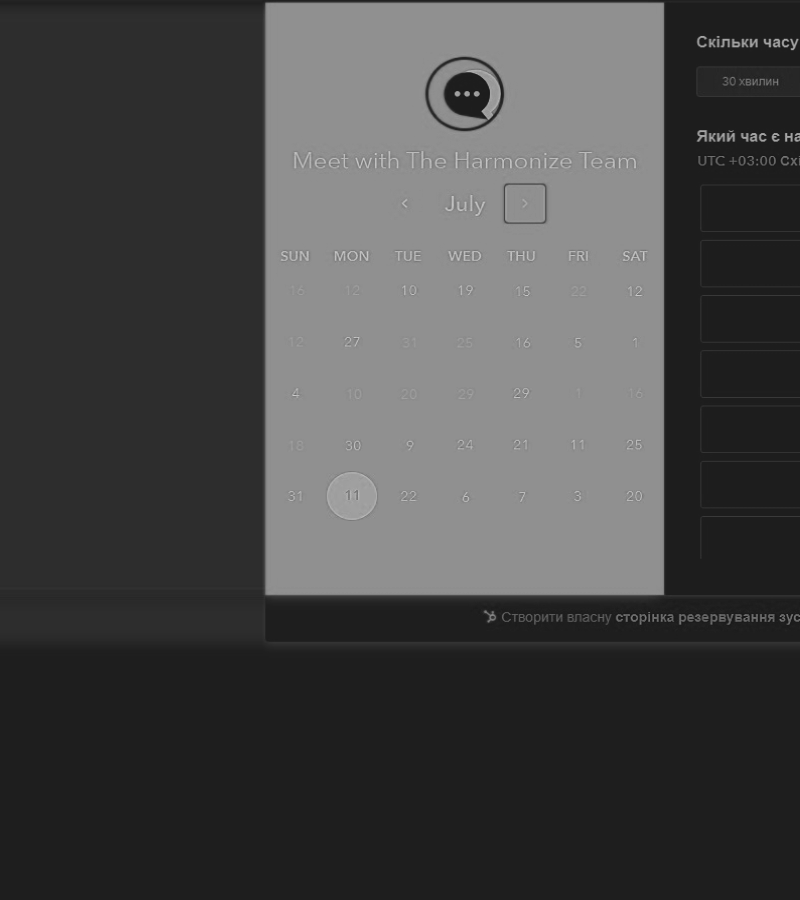 Meet with The Harmonize Team
July
SUN MON TUE WED THU FRI SAT
16 12 10 19 15 22 12
12 27 31 25 16 5 1
4 10 20 29 29 1 16
18 30 9 24 21 11 25
31 11 22 6 7 3 20
Скільки часу
30 хвилин
Який час є на
UTC +03:00 Схі
Створити власну сторінка резервування зус